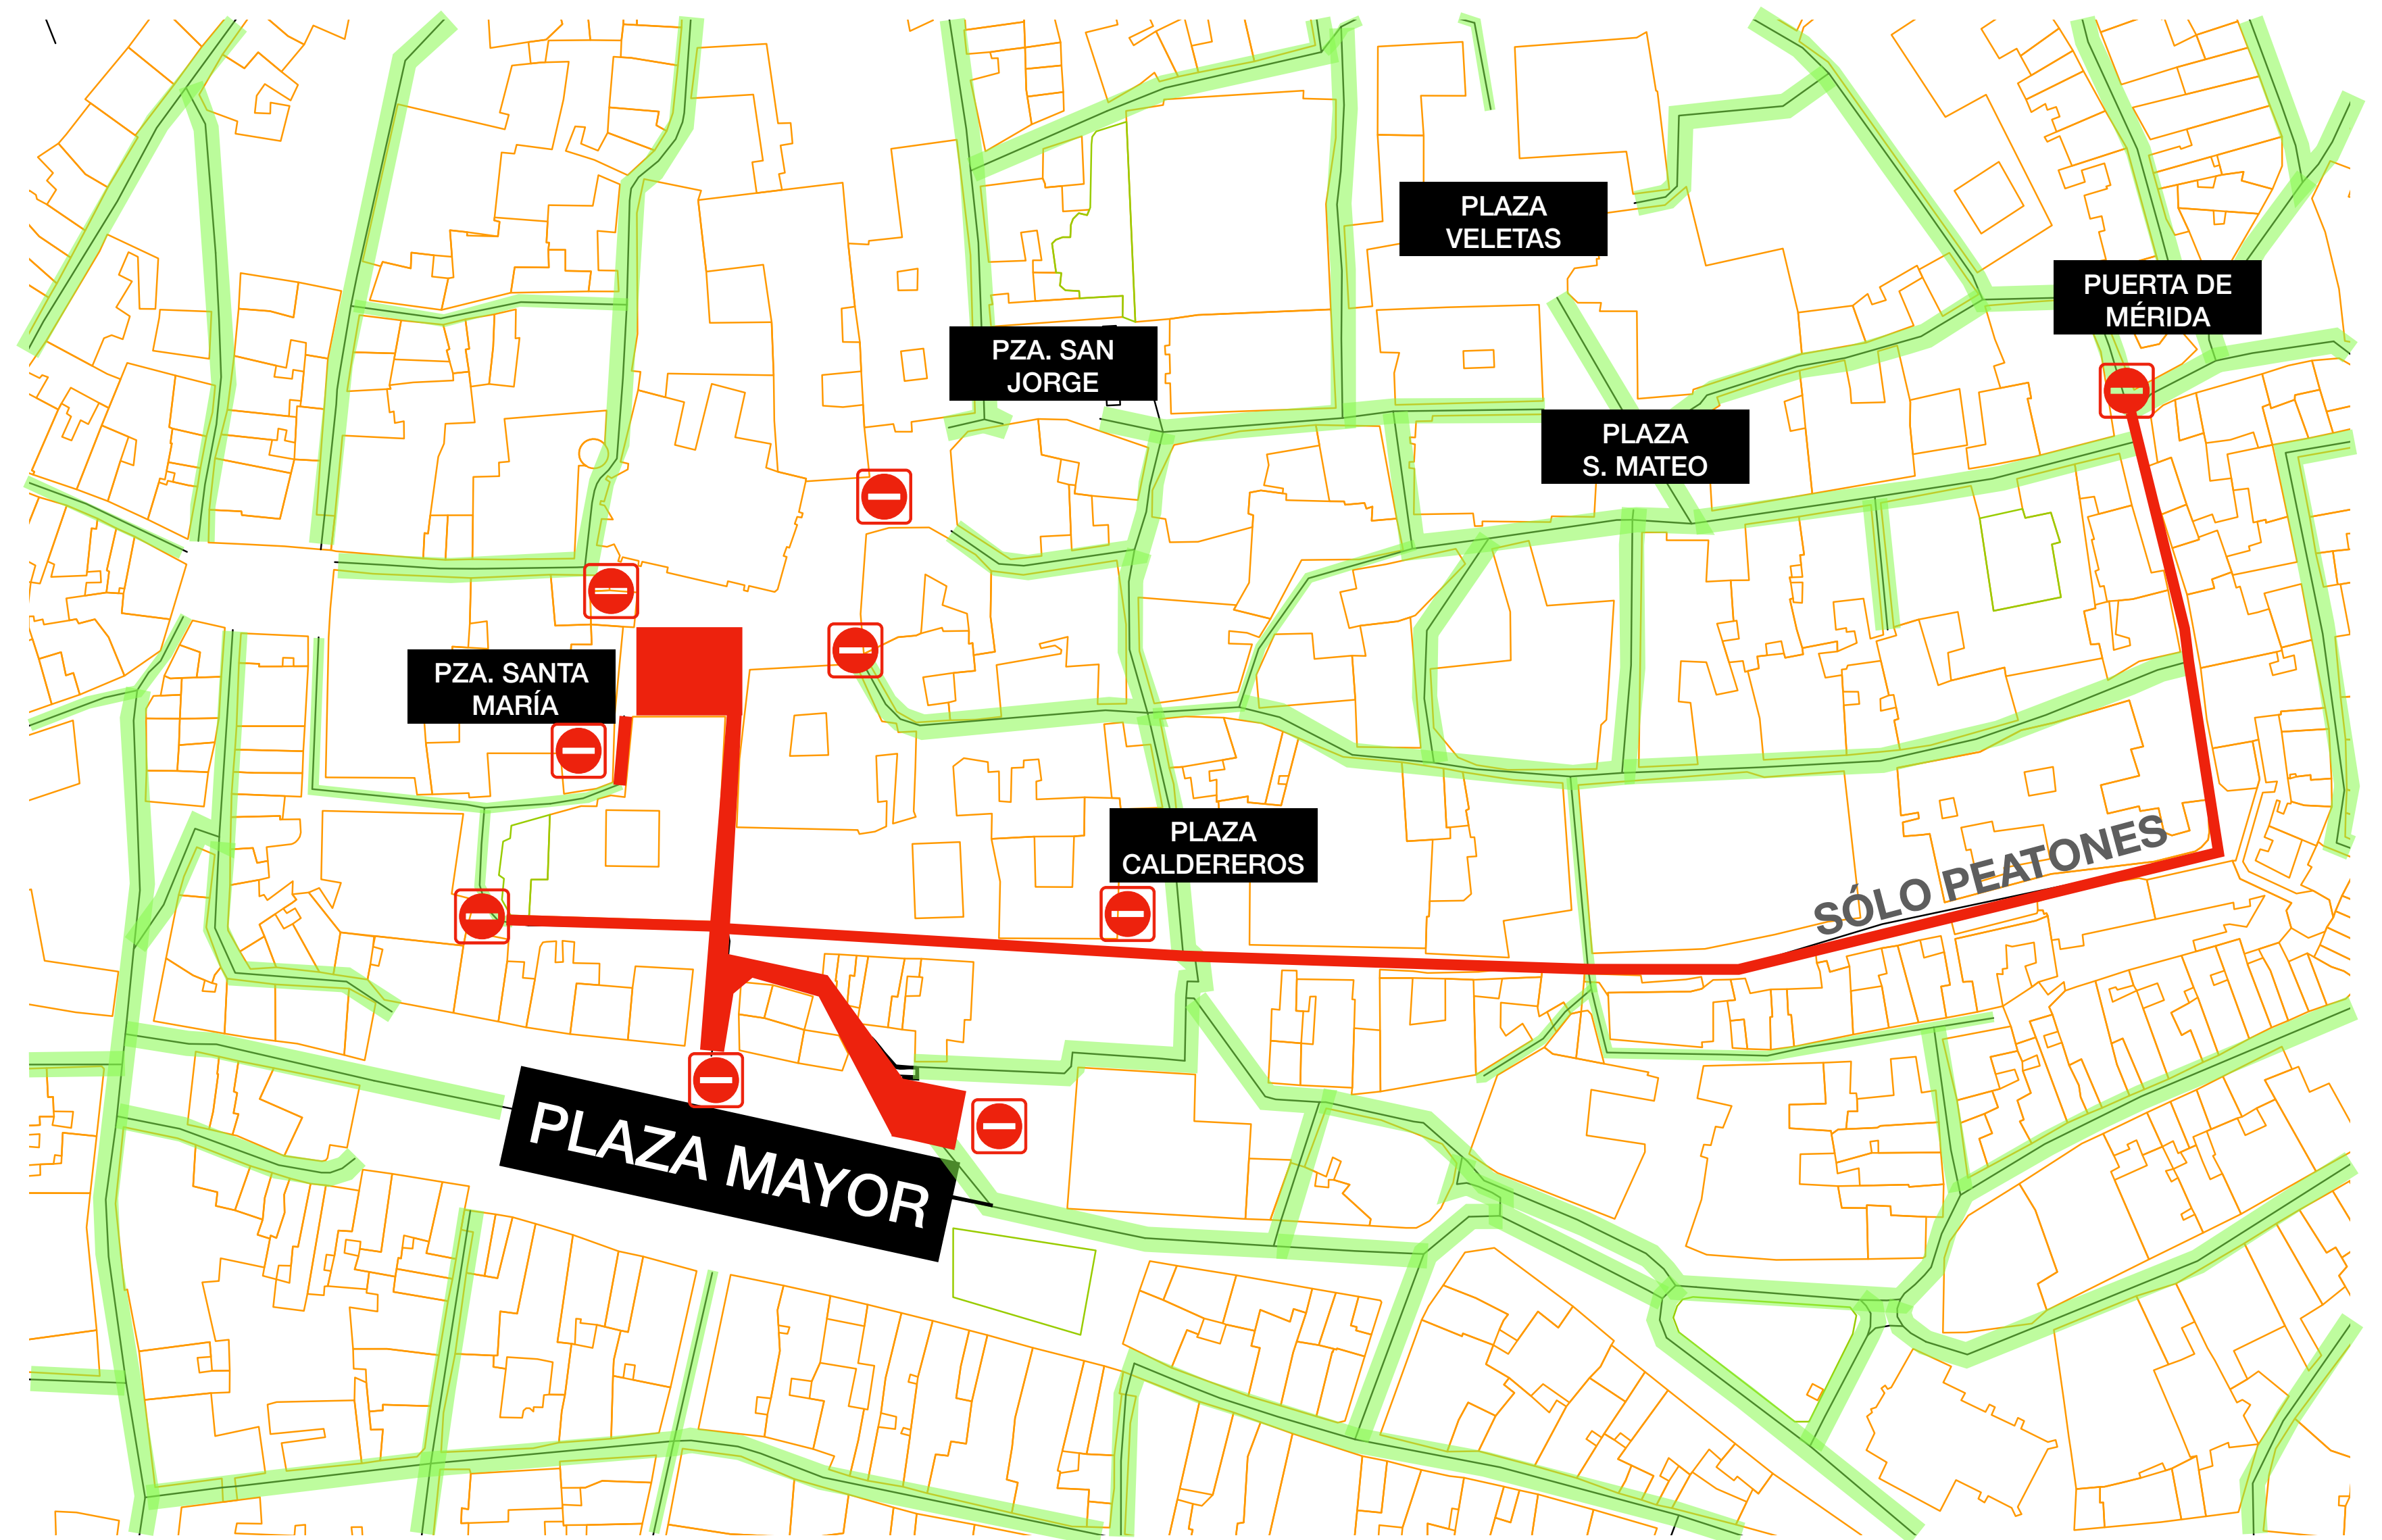 PLAZA
VELETAS
PUERTA DE
MÉRIDA
PZA. SAN
JORGE
PLAZA
S. MATEO
PZA. SANTA
MARÍA
PLAZA
CALDEREROS
SÓLO PEATONES
PLAZA MAYOR